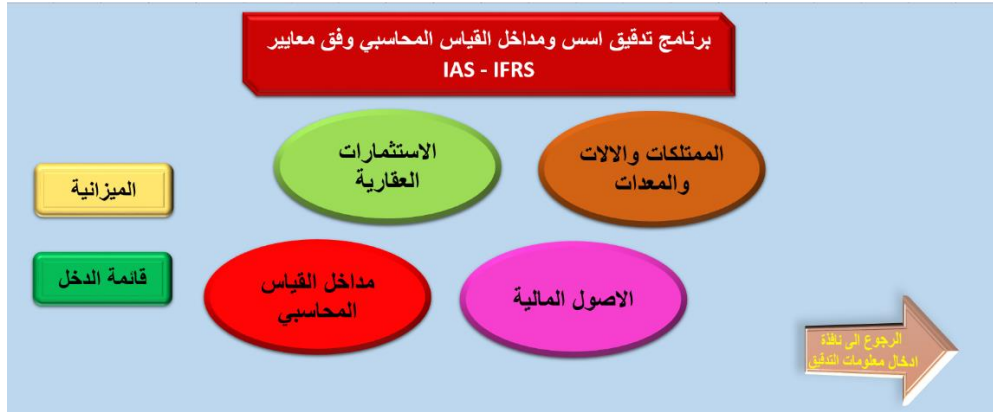 برنامج تدقيق اسس ومداخل القياس المحاسبي وفق معايير
IAS - IFRS
الممتلكات والالات
والمعدات
الاستثمارات
العقارية
الميزانية
الاصول المالية
مداخل القياس
المحاسبي
قائمة الدخل
الرجوع الى نافذة
ادخال معلومات التدقيق